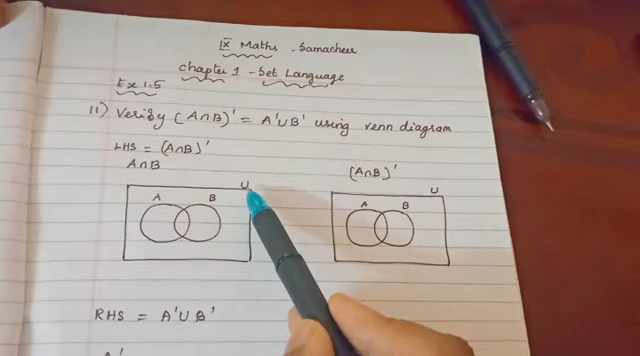 IX Maths - Samacheer
Chapter 1 - Set Language
Ex 1.5
11) Verify (A∩B)' = A'∪B' using venn diagram
LHS = (A∩B)'
A∩B
(A∩B)'
U
A B
U
A B
RHS = A'∪B'
A'